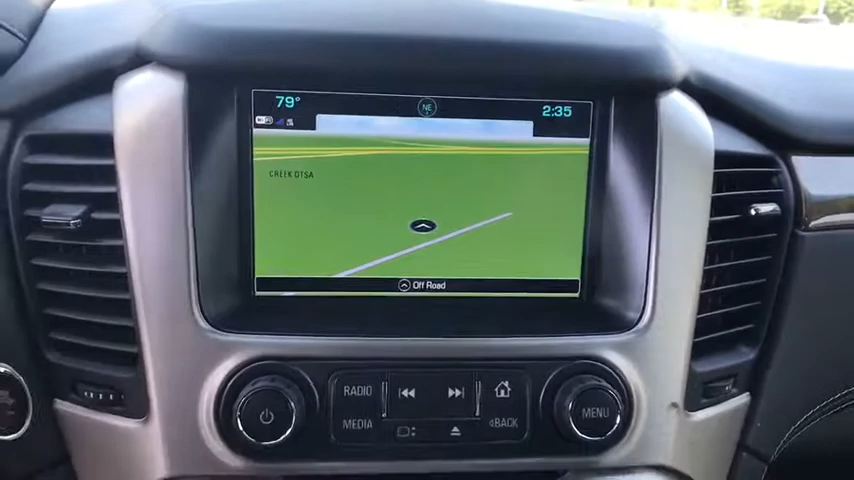 79°
NE
2:35
CREEK DTSA
Off Road
RADIO
MEDIA
BACK
MENU